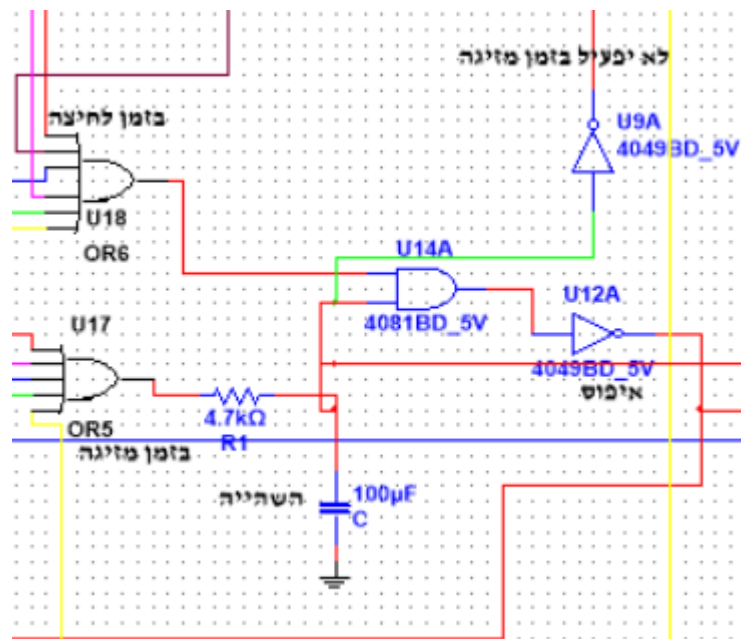 לא יפעיל בזמן מזיגה
U9A
4049BD_5V
בזמן לחיצה
U18
OR6
U14A
4081BD_5V
U12A
4049BD_5V
איפוס
U17
OR5
4.7kΩ
R1
בזמן מזיגה
השהייה
100µF
C